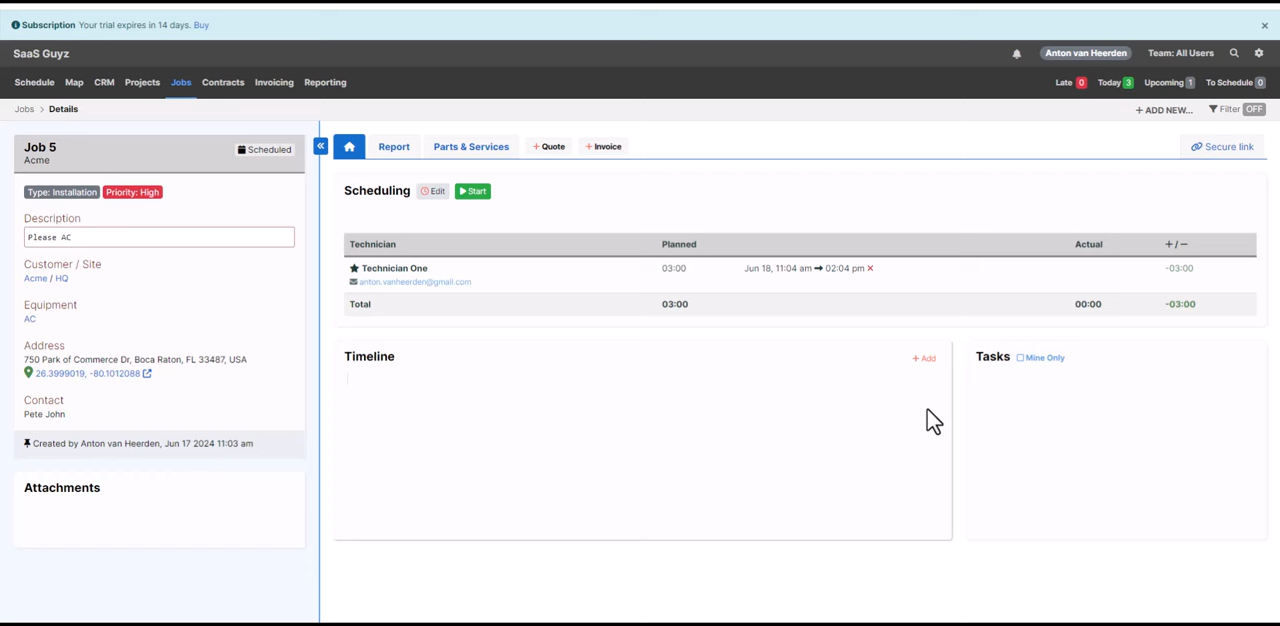 Subscription Your trial expires in 14 days. Buy ×
SaaS Guyz Anton van Heerden Team: All Users
Schedule Map CRM Projects Jobs Contracts Invoicing Reporting Late 0 Today 3 Upcoming 1 To Schedule 0
Jobs > Details + ADD NEW... Filter OFF
Job 5
Acme
Scheduled
Type: Installation Priority: High
Description
Please AC
Customer / Site
Acme / HQ
Equipment
AC
Address
750 Park of Commerce Dr, Boca Raton, FL 33487, USA
26.3999019, -80.1012088
Contact
Pete John
Created by Anton van Heerden, Jun 17 2024 11:03 am
Attachments
« Report Parts & Services + Quote + Invoice Secure link
Scheduling Edit Start
Technician Planned Actual + / −
Technician One 03:00 Jun 18, 11:04 am → 02:04 pm × -03:00
anton.vanheerden@gmail.com
Total 03:00 00:00 -03:00
Timeline + Add
Tasks Mine Only